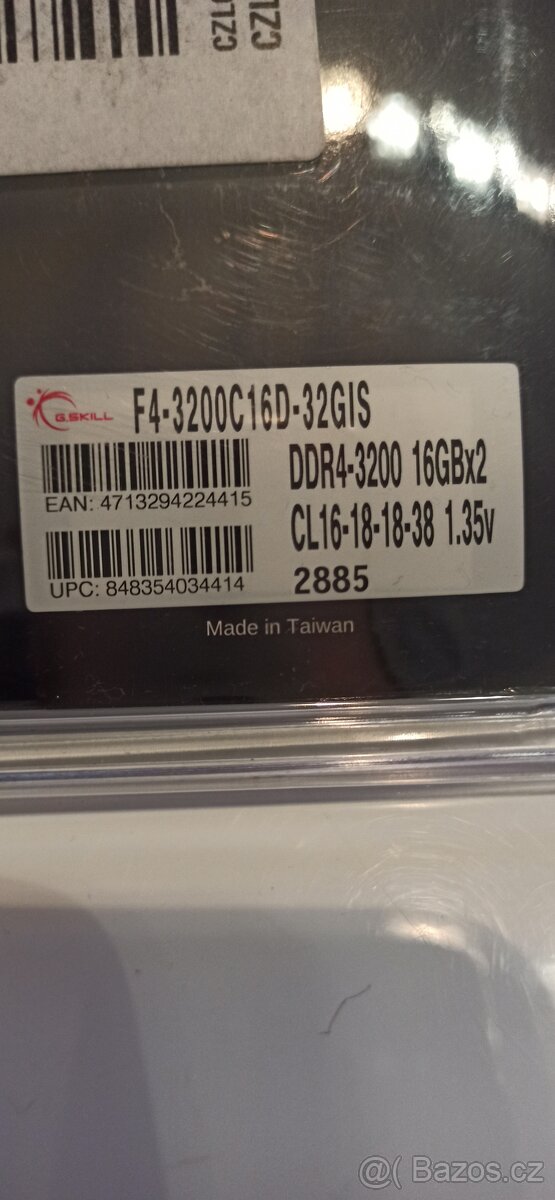 G.SKILL F4-3200C16D-32GIS
DDR4-3200 16GBx2
EAN: 4713294224415
CL16-18-18-38 1.35v
UPC: 848354034414
2885
Made in Taiwan
@( Bazos.cz